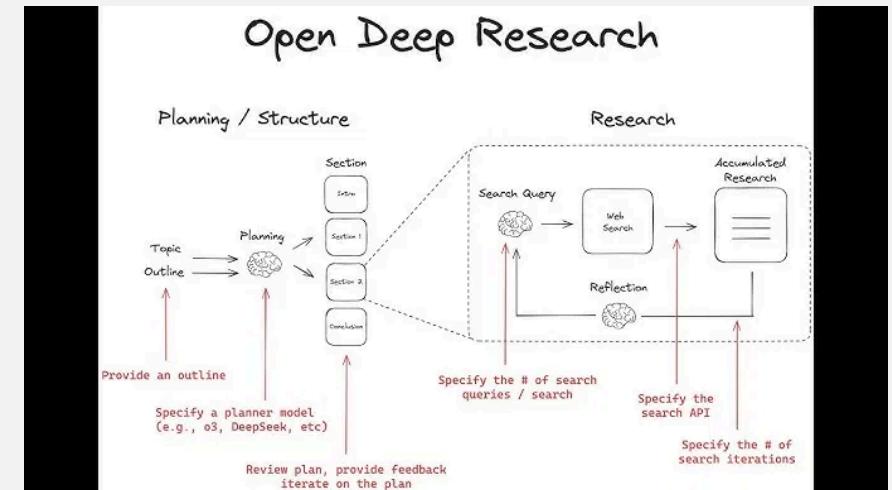 Open Deep Research
Planning / Structure
Research
Section
Intro
Section 1
Section 2
Conclusion
Planning
Topic
Outline
Search Query
Web
Search
Accumulated
Research
Reflection
Provide an outline
Specify a planner model
(e.g., o3, DeepSeek, etc)
Review plan, provide feedback
iterate on the plan
Specify the # of search
queries / search
Specify the
search API
Specify the # of
search iterations